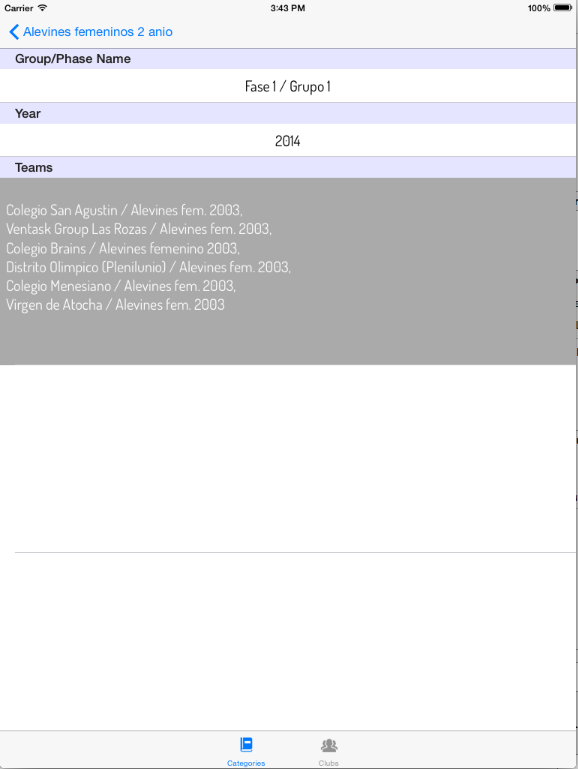 Carrier 3:43 PM 100%
Alevines femeninos 2 anio
Group/Phase Name
Fase 1 / Grupo 1
Year
2014
Teams
Colegio San Agustin / Alevines fem. 2003,
Ventask Group Las Rozas / Alevines fem. 2003,
Colegio Brains / Alevines femenino 2003,
Distrito Olimpico (Plenilunio) / Alevines fem. 2003,
Colegio Menesiano / Alevines fem. 2003,
Virgen de Atocha / Alevines fem. 2003
Categories Clubs